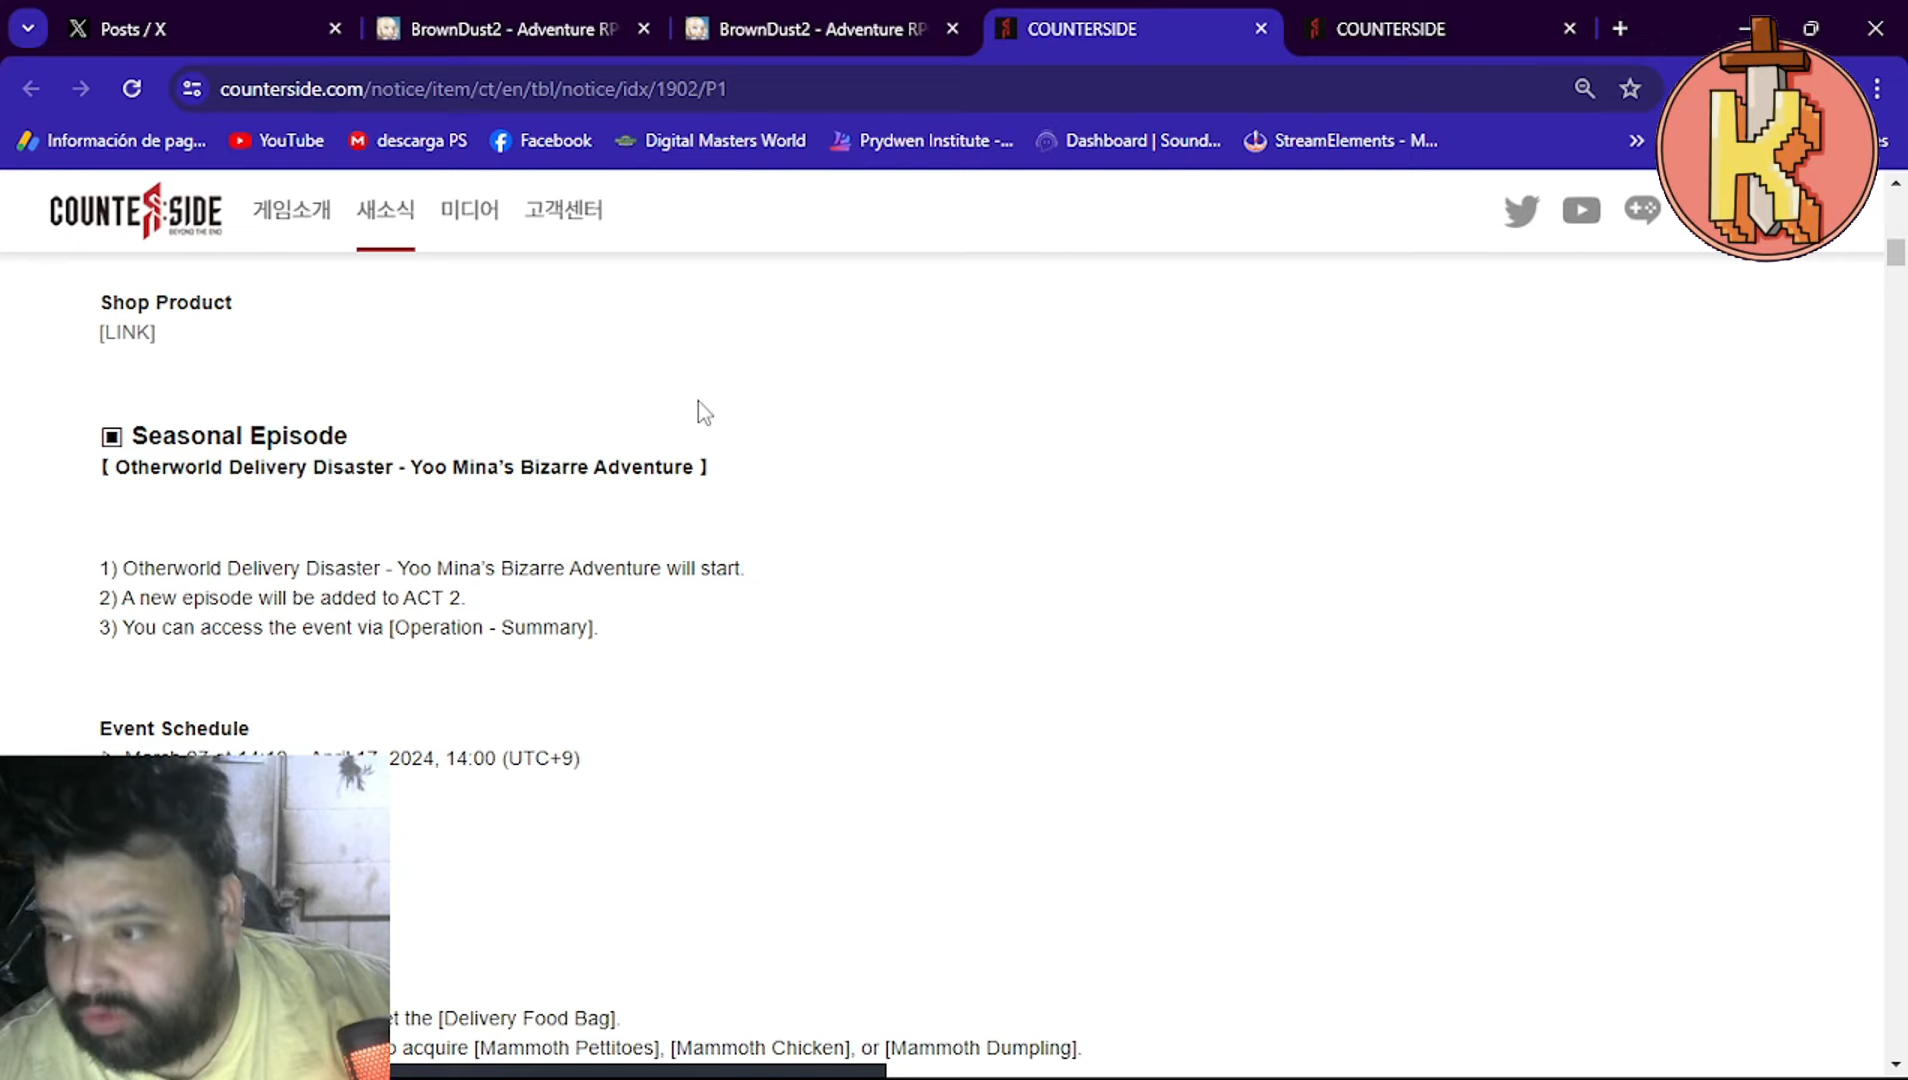 Posts / X
BrownDust2 - Adventure RP
BrownDust2 - Adventure RP
COUNTERSIDE
COUNTERSIDE
counterside.com/notice/item/ct/en/tbl/notice/idx/1902/P1
Información de pag...
YouTube
descarga PS
Facebook
Digital Masters World
Prydwen Institute -...
Dashboard | Sound...
StreamElements - M...
»
COUNTER:SIDE
BEYOND THE END
게임소개
새소식
미디어
고객센터
K
Shop Product
[LINK]
▣ Seasonal Episode
【 Otherworld Delivery Disaster - Yoo Mina’s Bizarre Adventure 】
1) Otherworld Delivery Disaster - Yoo Mina’s Bizarre Adventure will start.
2) A new episode will be added to ACT 2.
3) You can access the event via [Operation - Summary].
Event Schedule
2024, 14:00 (UTC+9)
the [Delivery Food Bag].
acquire [Mammoth Pettitoes], [Mammoth Chicken], or [Mammoth Dumpling].